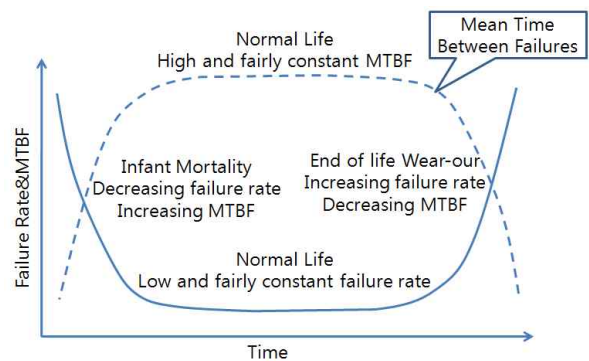 Normal Life
High and fairly constant MTBF
Mean Time
Between Failures
Failure Rate&MTBF
Infant Mortality
Decreasing failure rate
Increasing MTBF
End of life Wear-our
Increasing failure rate
Decreasing MTBF
Normal Life
Low and fairly constant failure rate
Time